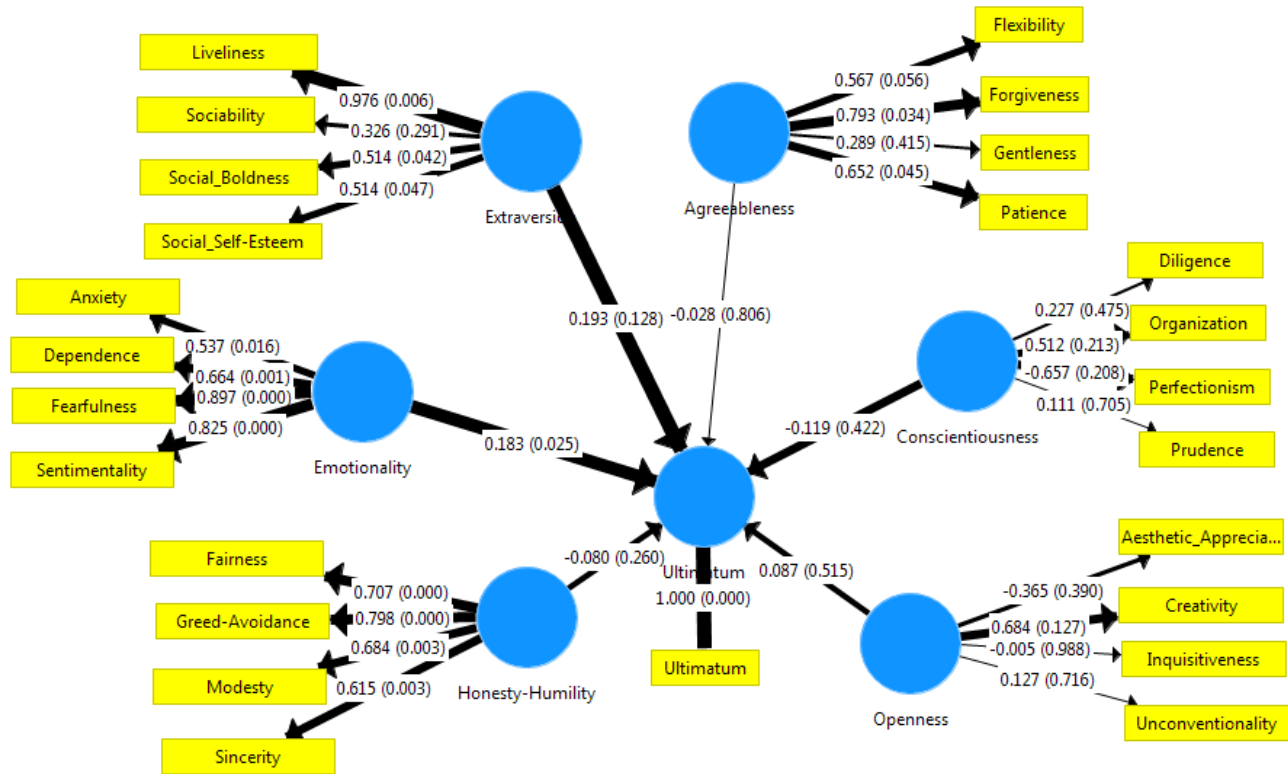 Flexibility
Liveliness
0.567 (0.056)
Forgiveness
0.976 (0.006)
0.793 (0.034)
Sociability
0.326 (0.291)
0.289 (0.415)
Gentleness
0.514 (0.042)
0.652 (0.045)
Social_Boldness
0.514 (0.047)
Patience
Extraversi
Agreeableness
Social_Self-Esteem
Diligence
Anxiety
0.227 (0.475)
0.193 (0.128)
-0.028 (0.806)
Organization
0.537 (0.016)
0.512 (0.213)
Dependence
0.664 (0.001)
-0.657 (0.208)
0.897 (0.000)
Perfectionism
Fearfulness
0.111 (0.705)
0.825 (0.000)
-0.119 (0.422)
Conscientiousness
0.183 (0.025)
Prudence
Sentimentality
Emotionality
Aesthetic_Apprecia...
Fairness
-0.080 (0.260)
Ultimatum
0.087 (0.515)
0.707 (0.000)
-0.365 (0.390)
1.000 (0.000)
Creativity
Greed-Avoidance
0.798 (0.000)
0.684 (0.127)
0.684 (0.003)
-0.005 (0.988)
Inquisitiveness
Modesty
0.615 (0.003)
Honesty-Humility
Ultimatum
0.127 (0.716)
Openness
Unconventionality
Sincerity